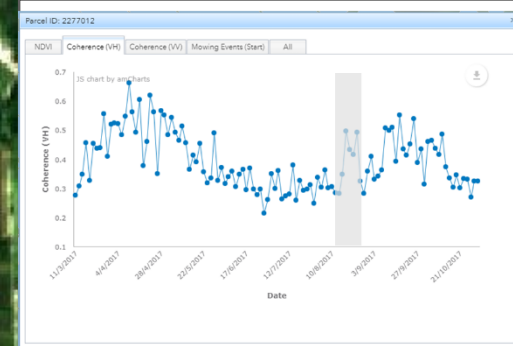 Parcel ID: 2277012
NDVI
Coherence (VH)
Coherence (VV)
Mowing Events (Start)
All
JS chart by amCharts
0.7
0.6
0.5
0.4
0.3
0.2
0.1
Coherence (VH)
11/3/2017
4/4/2017
28/4/2017
22/5/2017
17/6/2017
12/7/2017
10/8/2017
3/9/2017
27/9/2017
21/10/2017
Date